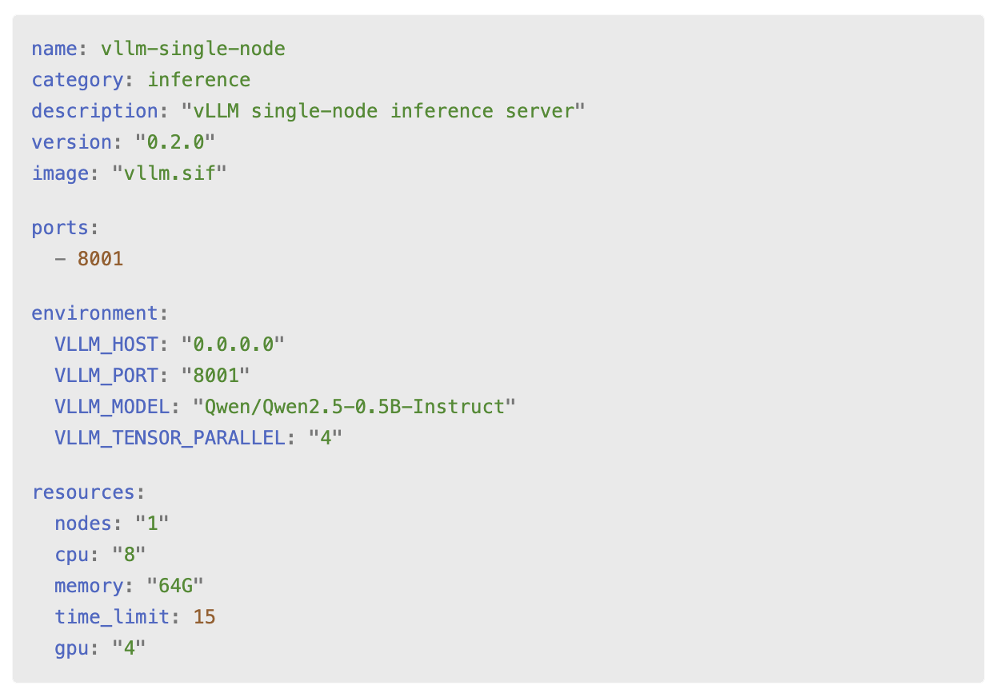 name: vllm-single-node
category: inference
description: "vLLM single-node inference server"
version: "0.2.0"
image: "vllm.sif"
ports:
  - 8001
environment:
  VLLM_HOST: "0.0.0.0"
  VLLM_PORT: "8001"
  VLLM_MODEL: "Qwen/Qwen2.5-0.5B-Instruct"
  VLLM_TENSOR_PARALLEL: "4"
resources:
  nodes: "1"
  cpu: "8"
  memory: "64G"
  time_limit: 15
  gpu: "4"